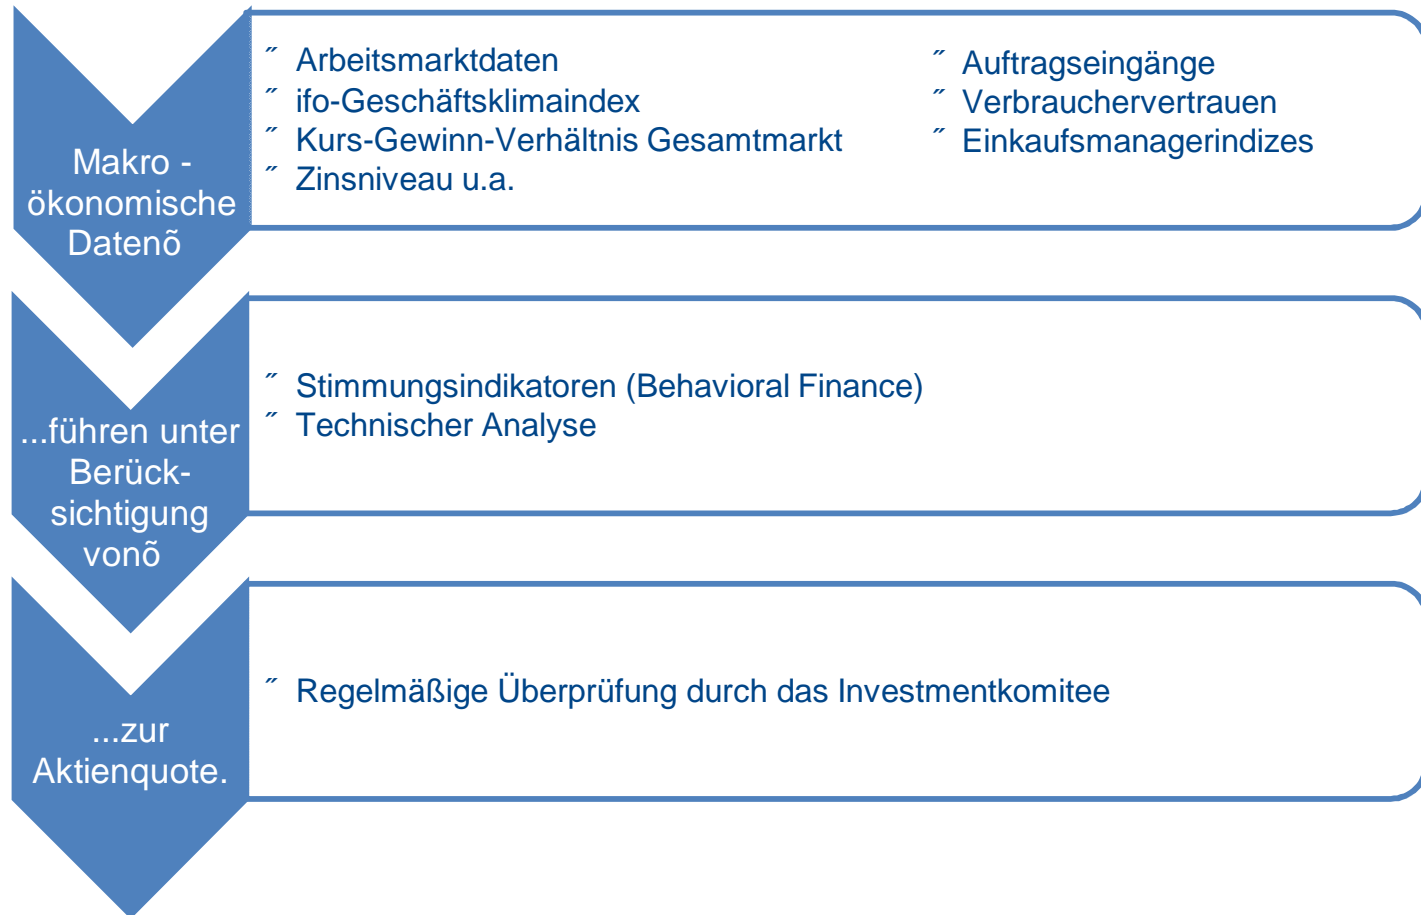 Makro -
ökonomische
Datenõ
˝ Arbeitsmarktdaten
˝ ifo-Geschäftsklimaindex
˝ Kurs-Gewinn-Verhältnis Gesamtmarkt
˝ Zinsniveau u.a.
˝ Auftragseingänge
˝ Verbrauchervertrauen
˝ Einkaufsmanagerindizes
...führen unter
Berück-
sichtigung
vonõ
˝ Stimmungsindikatoren (Behavioral Finance)
˝ Technischer Analyse
...zur
Aktienquote.
˝ Regelmäßige Überprüfung durch das Investmentkomitee